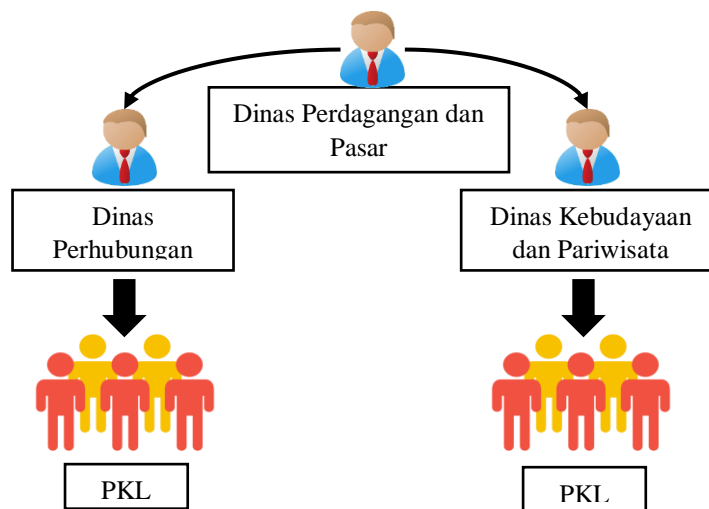 Dinas Perdagangan dan
Pasar
Dinas
Perhubungan
Dinas Kebudayaan
dan Pariwisata
PKL
PKL